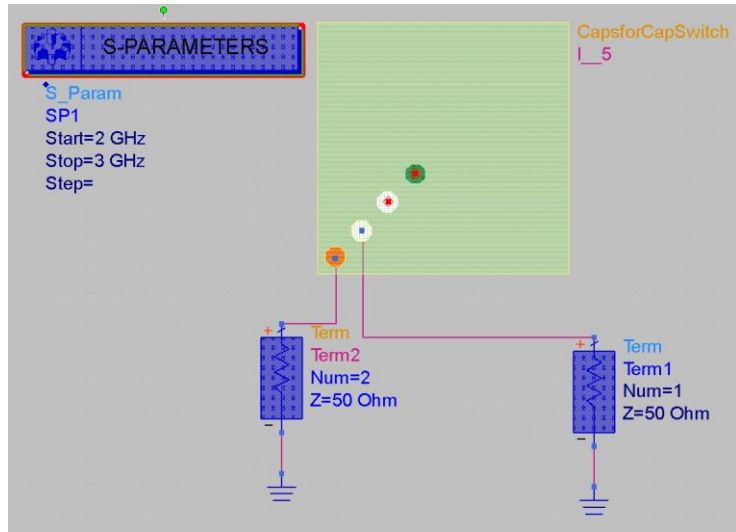 S-PARAMETERS
S_Param
SP1
Start=2 GHz
Stop=3 GHz
Step=
CapsforCapSwitch
I__5
+
Term
Term2
Num=2
Z=50 Ohm
-
+
Term
Term1
Num=1
Z=50 Ohm
-